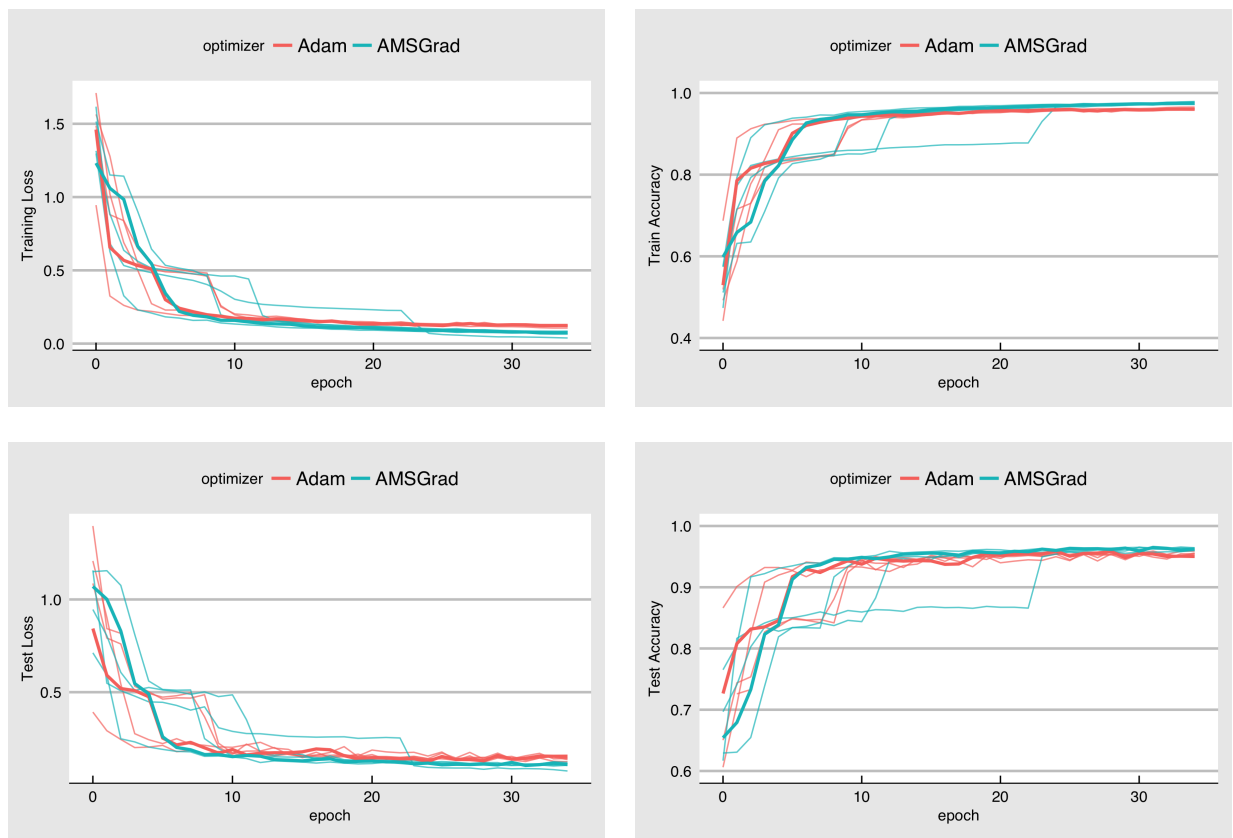 optimizer Adam AMSGrad
Training Loss
1.5
1.0
0.5
0.0
0 10 20 30
epoch
optimizer Adam AMSGrad
Train Accuracy
1.0
0.8
0.6
0.4
0 10 20 30
epoch
optimizer Adam AMSGrad
Test Loss
1.0
0.5
0 10 20 30
epoch
optimizer Adam AMSGrad
Test Accuracy
1.0
0.9
0.8
0.7
0.6
0 10 20 30
epoch